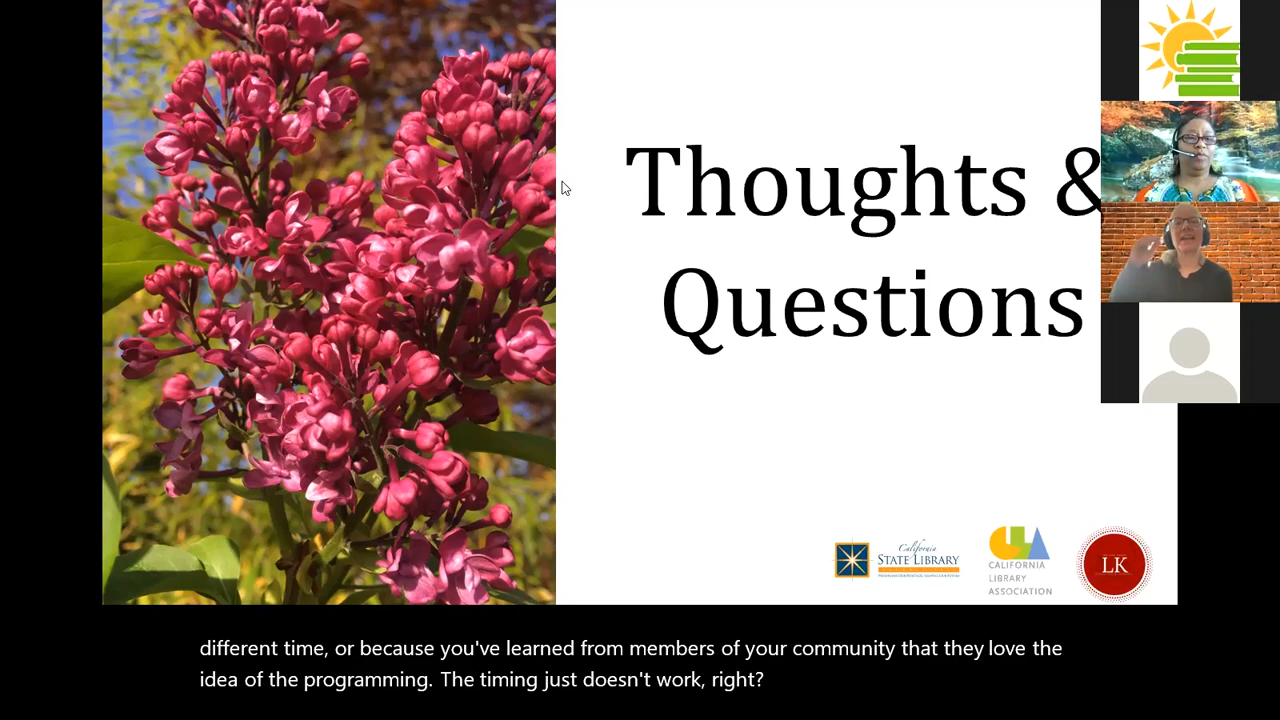 Thoughts &
Questions
California
STATE LIBRARY
CALIFORNIA
LIBRARY
ASSOCIATION
LK
different time, or because you've learned from members of your community that they love the
idea of the programming. The timing just doesn't work, right?